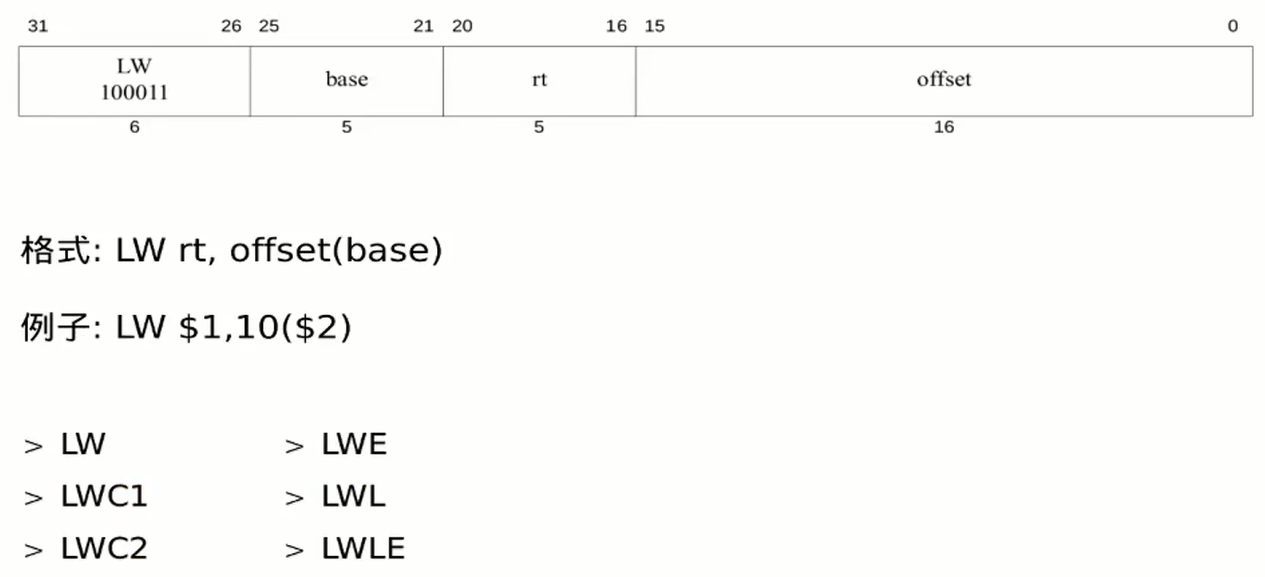 31 26 25 21 20 16 15 0
LW base rt offset
100011
6 5 5 16
格式: LW rt, offset(base)
例子: LW $1,10($2)
> LW > LWE
> LWC1 > LWL
> LWC2 > LWLE